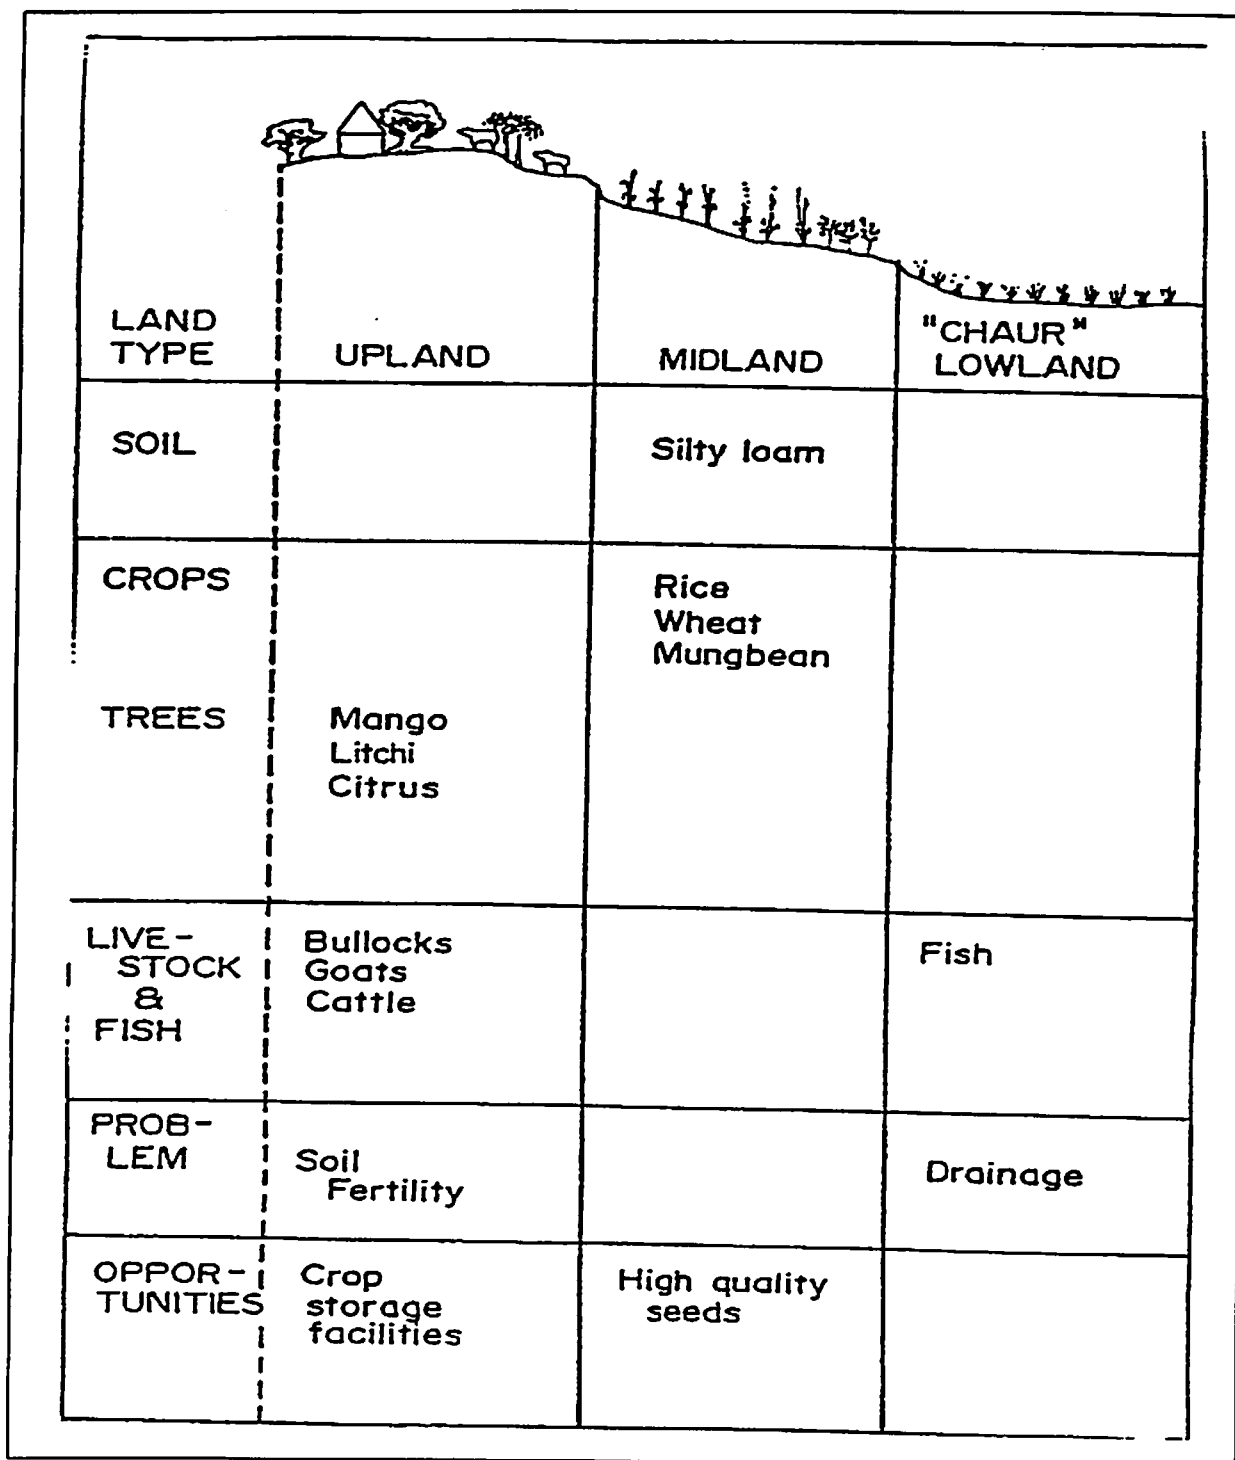 LAND
TYPE
UPLAND
MIDLAND
"CHAUR"
LOWLAND
SOIL
Silty loam
CROPS
Rice
Wheat
Mungbean
TREES
Mango
Litchi
Citrus
LIVE-
STOCK
&
FISH
Bullocks
Goats
Cattle
Fish
PROB-
LEM
Soil
Fertility
Drainage
OPPOR-
TUNITIES
Crop
storage
facilities
High quality
seeds